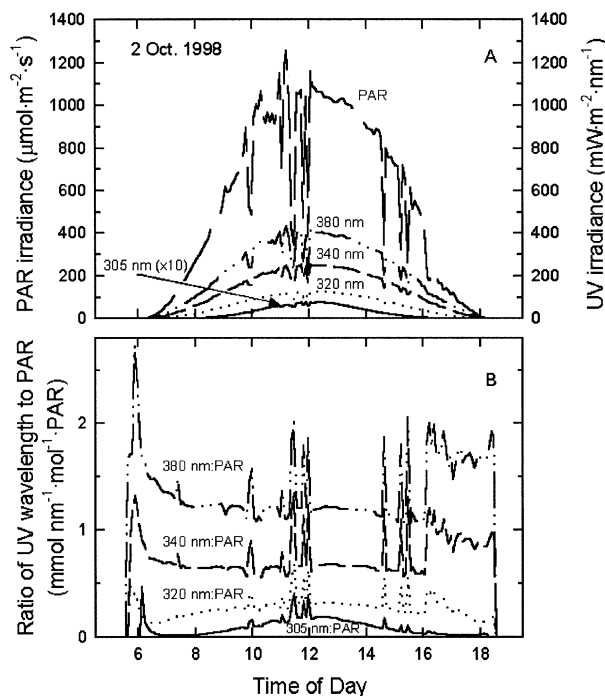 1400
1200
1000
800
600
400
200
0
PAR irradiance (µmol·m⁻²·s⁻¹)
2 Oct. 1998
A
PAR
380 nm
340 nm
320 nm
305 nm (x10)
1400
1200
1000
800
600
400
200
0
UV irradiance (mW·m⁻²·nm⁻¹)
2
1
0
Ratio of UV wavelength to PAR
(mmol nm⁻¹·mol⁻¹·PAR)
B
380 nm:PAR
340 nm:PAR
320 nm:PAR
305 nm:PAR
6 8 10 12 14 16 18
Time of Day